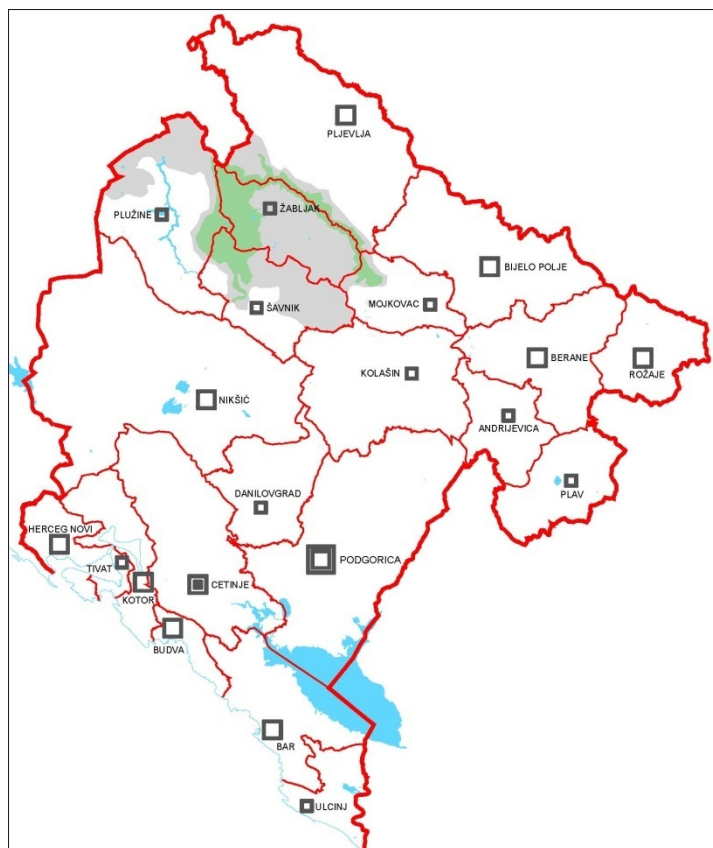 PLJEVLJA
ŽABLJAK
PLUŽINE
BIJELO POLJE
MOJKOVAC
ŠAVNIK
BERANE
ROŽAJE
KOLAŠIN
NIKŠIĆ
ANDRIJEVICA
PLAV
DANILOVGRAD
HERCEG NOVI
PODGORICA
TIVAT
CETINJE
KOTOR
BUDVA
BAR
ULCINJ